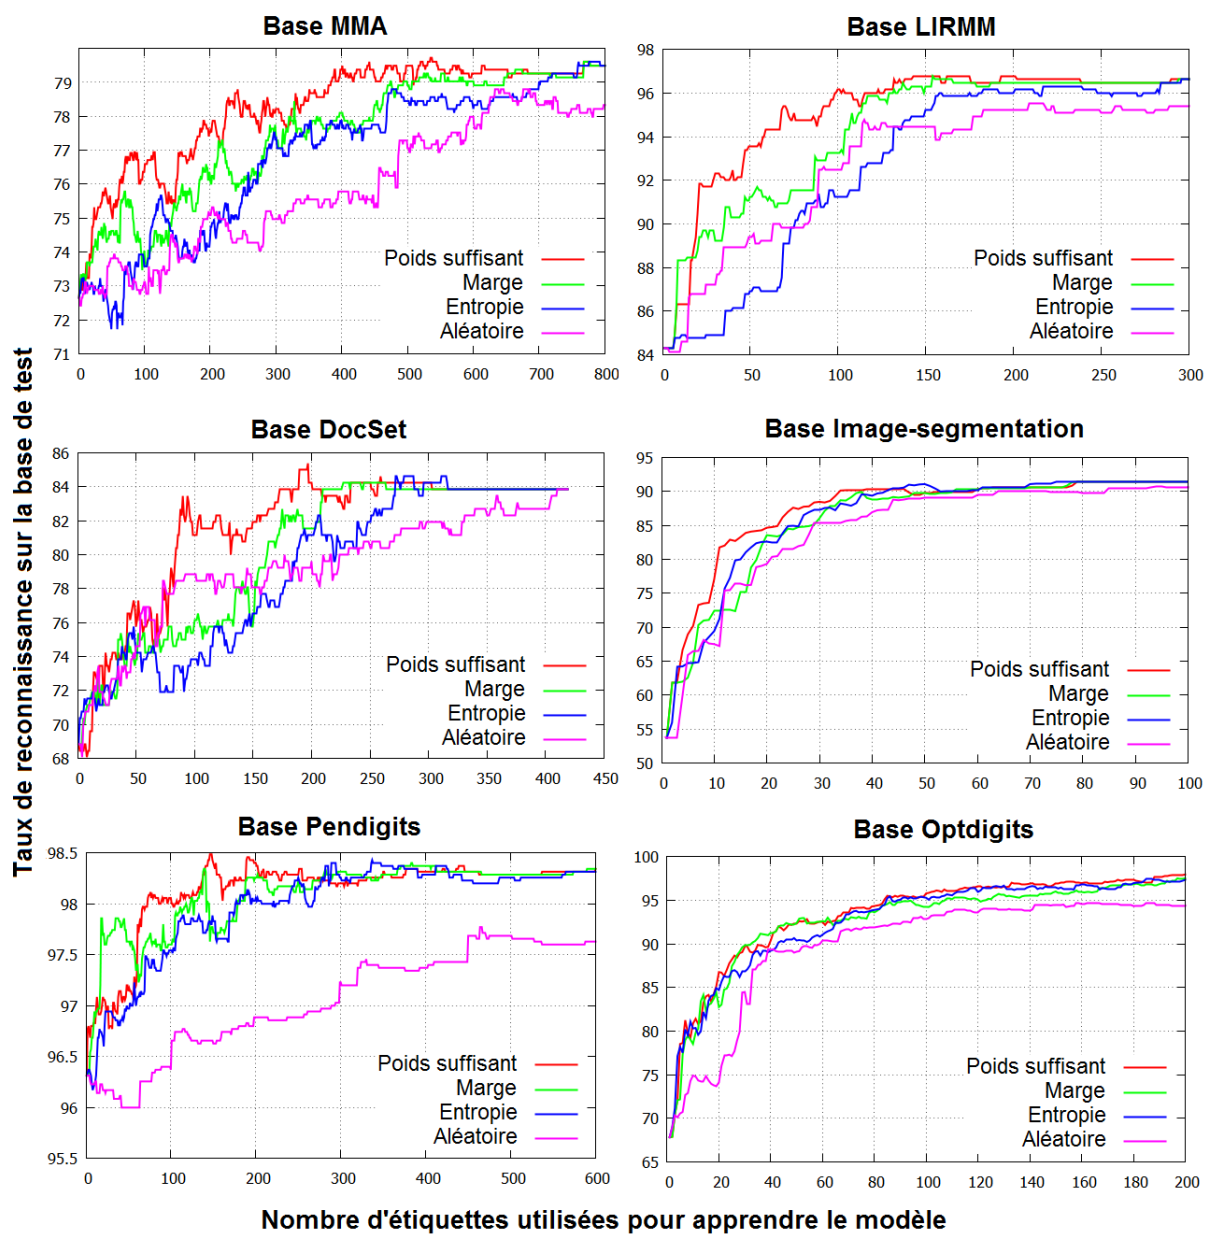 Taux de reconnaissance sur la base de test
Base MMA
79
78
77
76
75
74
73
72
71
0 100 200 300 400 500 600 700 800
Poids suffisant
Marge
Entropie
Aléatoire
Base LIRMM
98
96
94
92
90
88
86
84
0 50 100 150 200 250 300
Poids suffisant
Marge
Entropie
Aléatoire
Base DocSet
86
84
82
80
78
76
74
72
70
68
0 50 100 150 200 250 300 350 400 450
Poids suffisant
Marge
Entropie
Aléatoire
Base Image-segmentation
95
90
85
80
75
70
65
60
55
50
0 10 20 30 40 50 60 70 80 90 100
Poids suffisant
Marge
Entropie
Aléatoire
Base Pendigits
98.5
98
97.5
97
96.5
96
95.5
0 100 200 300 400 500 600
Poids suffisant
Marge
Entropie
Aléatoire
Base Optdigits
100
95
90
85
80
75
70
65
0 20 40 60 80 100 120 140 160 180 200
Poids suffisant
Marge
Entropie
Aléatoire
Nombre d'étiquettes utilisées pour apprendre le modèle